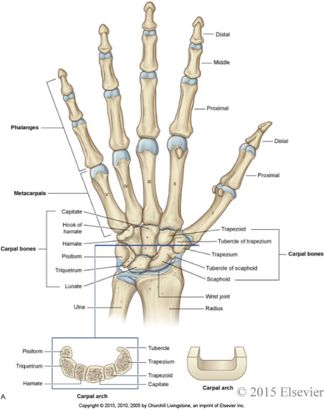 Distal
Middle
Proximal
Phalanges
Distal
Proximal
Metacarpals
V
IV
III
II
I
Capitate
Hook of
hamate
Hamate
Pisiform
Triquetrum
Lunate
Carpal bones
Trapezoid
Tubercle of trapezium
Trapezium
Tubercle of scaphoid
Scaphoid
Carpal bones
Wrist joint
Ulna
Radius
Pisiform
Triquetrum
Hamate
Tubercle
Trapezium
Trapezoid
Capitate
Carpal arch
Carpal arch
© 2015 Elsevier
A
Copyright © 2015, 2010, 2005 by Churchill Livingstone, an imprint of Elsevier Inc.